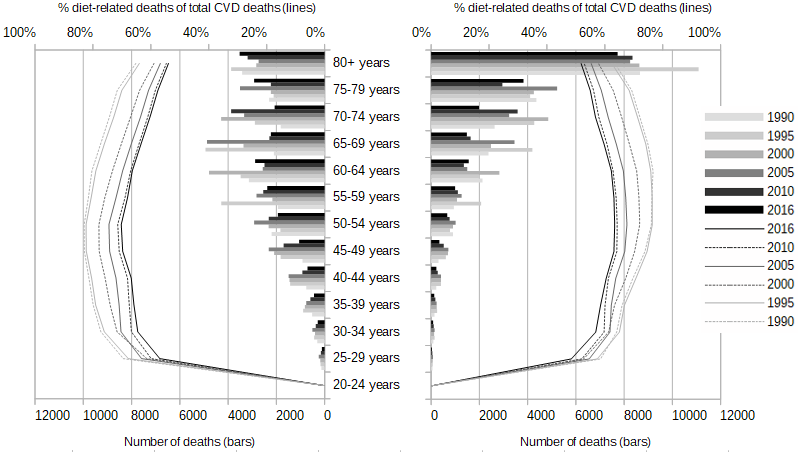 % diet-related deaths of total CVD deaths (lines)
% diet-related deaths of total CVD deaths (lines)
100% 80% 60% 40% 20% 0%
0% 20% 40% 60% 80% 100%
80+ years
75-79 years
70-74 years
65-69 years
60-64 years
55-59 years
50-54 years
45-49 years
40-44 years
35-39 years
30-34 years
25-29 years
20-24 years
1990
1995
2000
2005
2010
2016
2016
2010
2005
2000
1995
1990
12000 10000 8000 6000 4000 2000 0
0 2000 4000 6000 8000 10000 12000
Number of deaths (bars)
Number of deaths (bars)